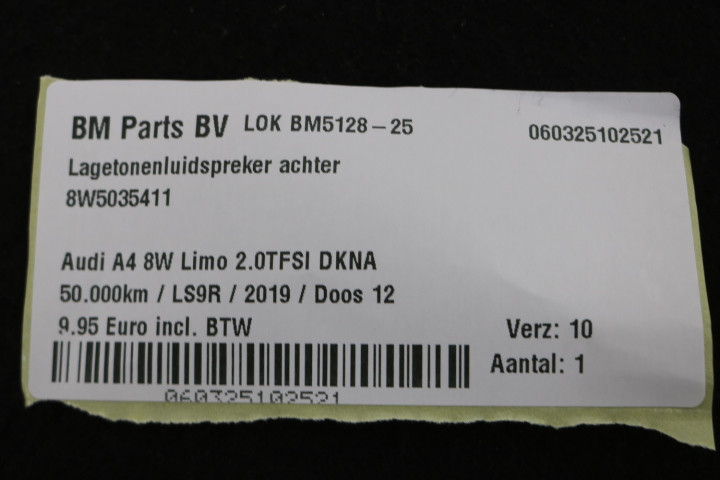 BM Parts BV LOK BM5128-25 060325102521
Lagetonenluidspreker achter
8W5035411
Audi A4 8W Limo 2.0TFSI DKNA
50.000km / LS9R / 2019 / Doos 12
9.95 Euro incl. BTW Verz: 10
Aantal: 1
060325102521